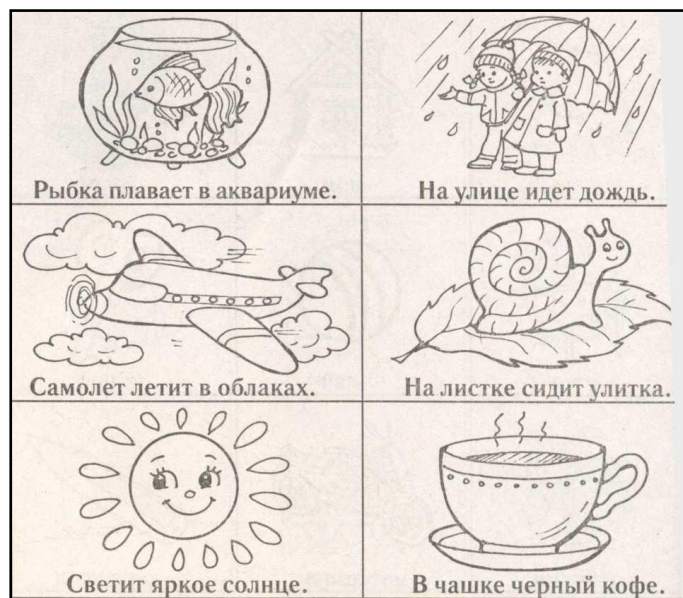 Рыбка плавает в аквариуме.
На улице идет дождь.
Самолет летит в облаках.
На листке сидит улитка.
Светит яркое солнце.
В чашке черный кофе.